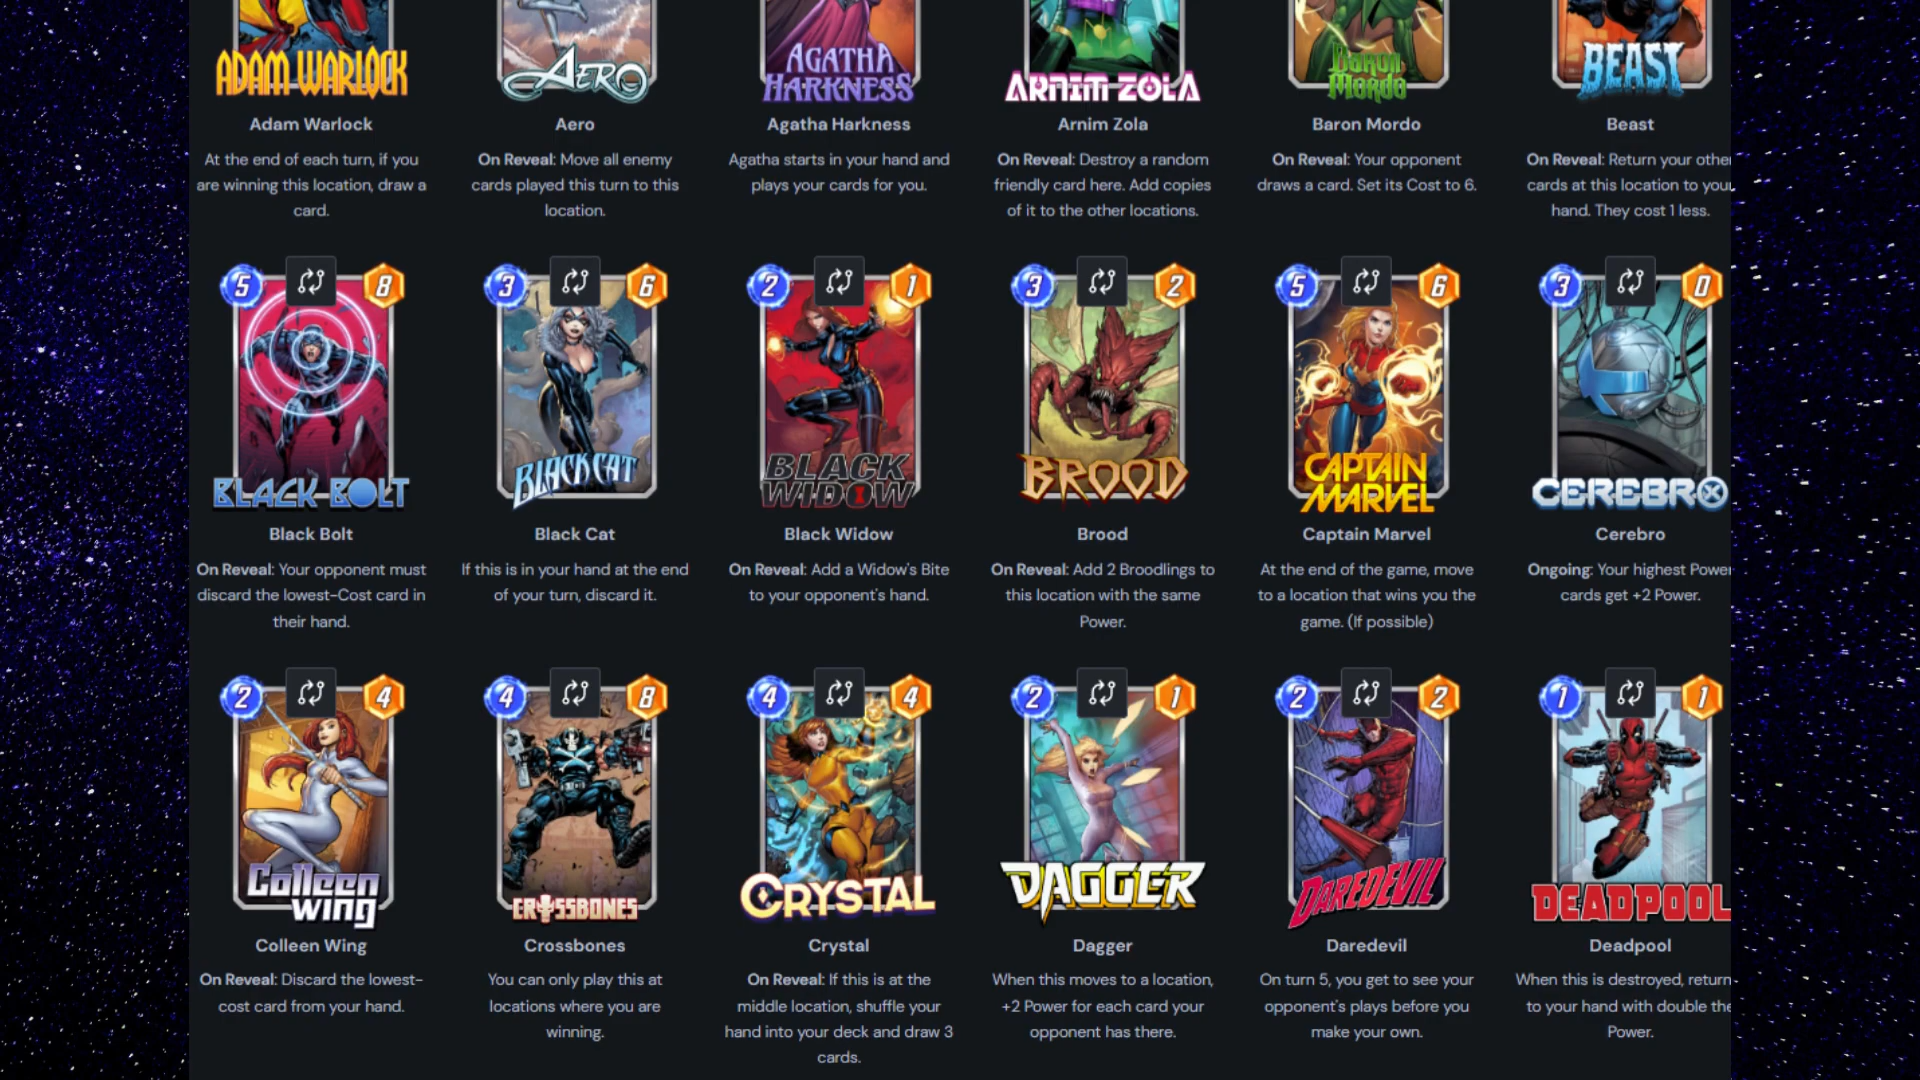 ADAM WARLOCK
AERO
AGATHA
HARKNESS
ARNIM ZOLA
BARON
MORDO
BEAST
Adam Warlock
Aero
Agatha Harkness
Arnim Zola
Baron Mordo
Beast
At the end of each turn, if you
are winning this location, draw a
card.
On Reveal: Move all enemy
cards played this turn to this
location.
Agatha starts in your hand and
plays your cards for you.
On Reveal: Destroy a random
friendly card here. Add copies
of it to the other locations.
On Reveal: Your opponent
draws a card. Set its Cost to 6.
On Reveal: Return your other
cards at this location to you
hand. They cost 1 less.
5 8
3 6
2 1
3 2
5 6
3 0
BLACK BOLT
BLACK CAT
BLACK
WIDOW
BROOD
CAPTAIN
MARVEL
CEREBRO
Black Bolt
Black Cat
Black Widow
Brood
Captain Marvel
Cerebro
On Reveal: Your opponent must
discard the lowest-Cost card in
their hand.
If this is in your hand at the end
of your turn, discard it.
On Reveal: Add a Widow's Bite
to your opponent's hand.
On Reveal: Add 2 Broodlings to
this location with the same
Power.
At the end of the game, move
to a location that wins you the
game. (If possible)
Ongoing: Your highest Power
cards get +2 Power.
2 4
4 8
4 4
2 1
2 2
1 1
Colleen
Wing
CROSSBONES
CRYSTAL
DAGGER
DAREDEVIL
DEADPOOL
Colleen Wing
Crossbones
Crystal
Dagger
Daredevil
Deadpool
On Reveal: Discard the lowest-
cost card from your hand.
You can only play this at
locations where you are
winning.
On Reveal: If this is at the
middle location, shuffle your
hand into your deck and draw 3
cards.
When this moves to a location,
+2 Power for each card your
opponent has there.
On turn 5, you get to see your
opponent's plays before you
make your own.
When this is destroyed, return
to your hand with double the
Power.